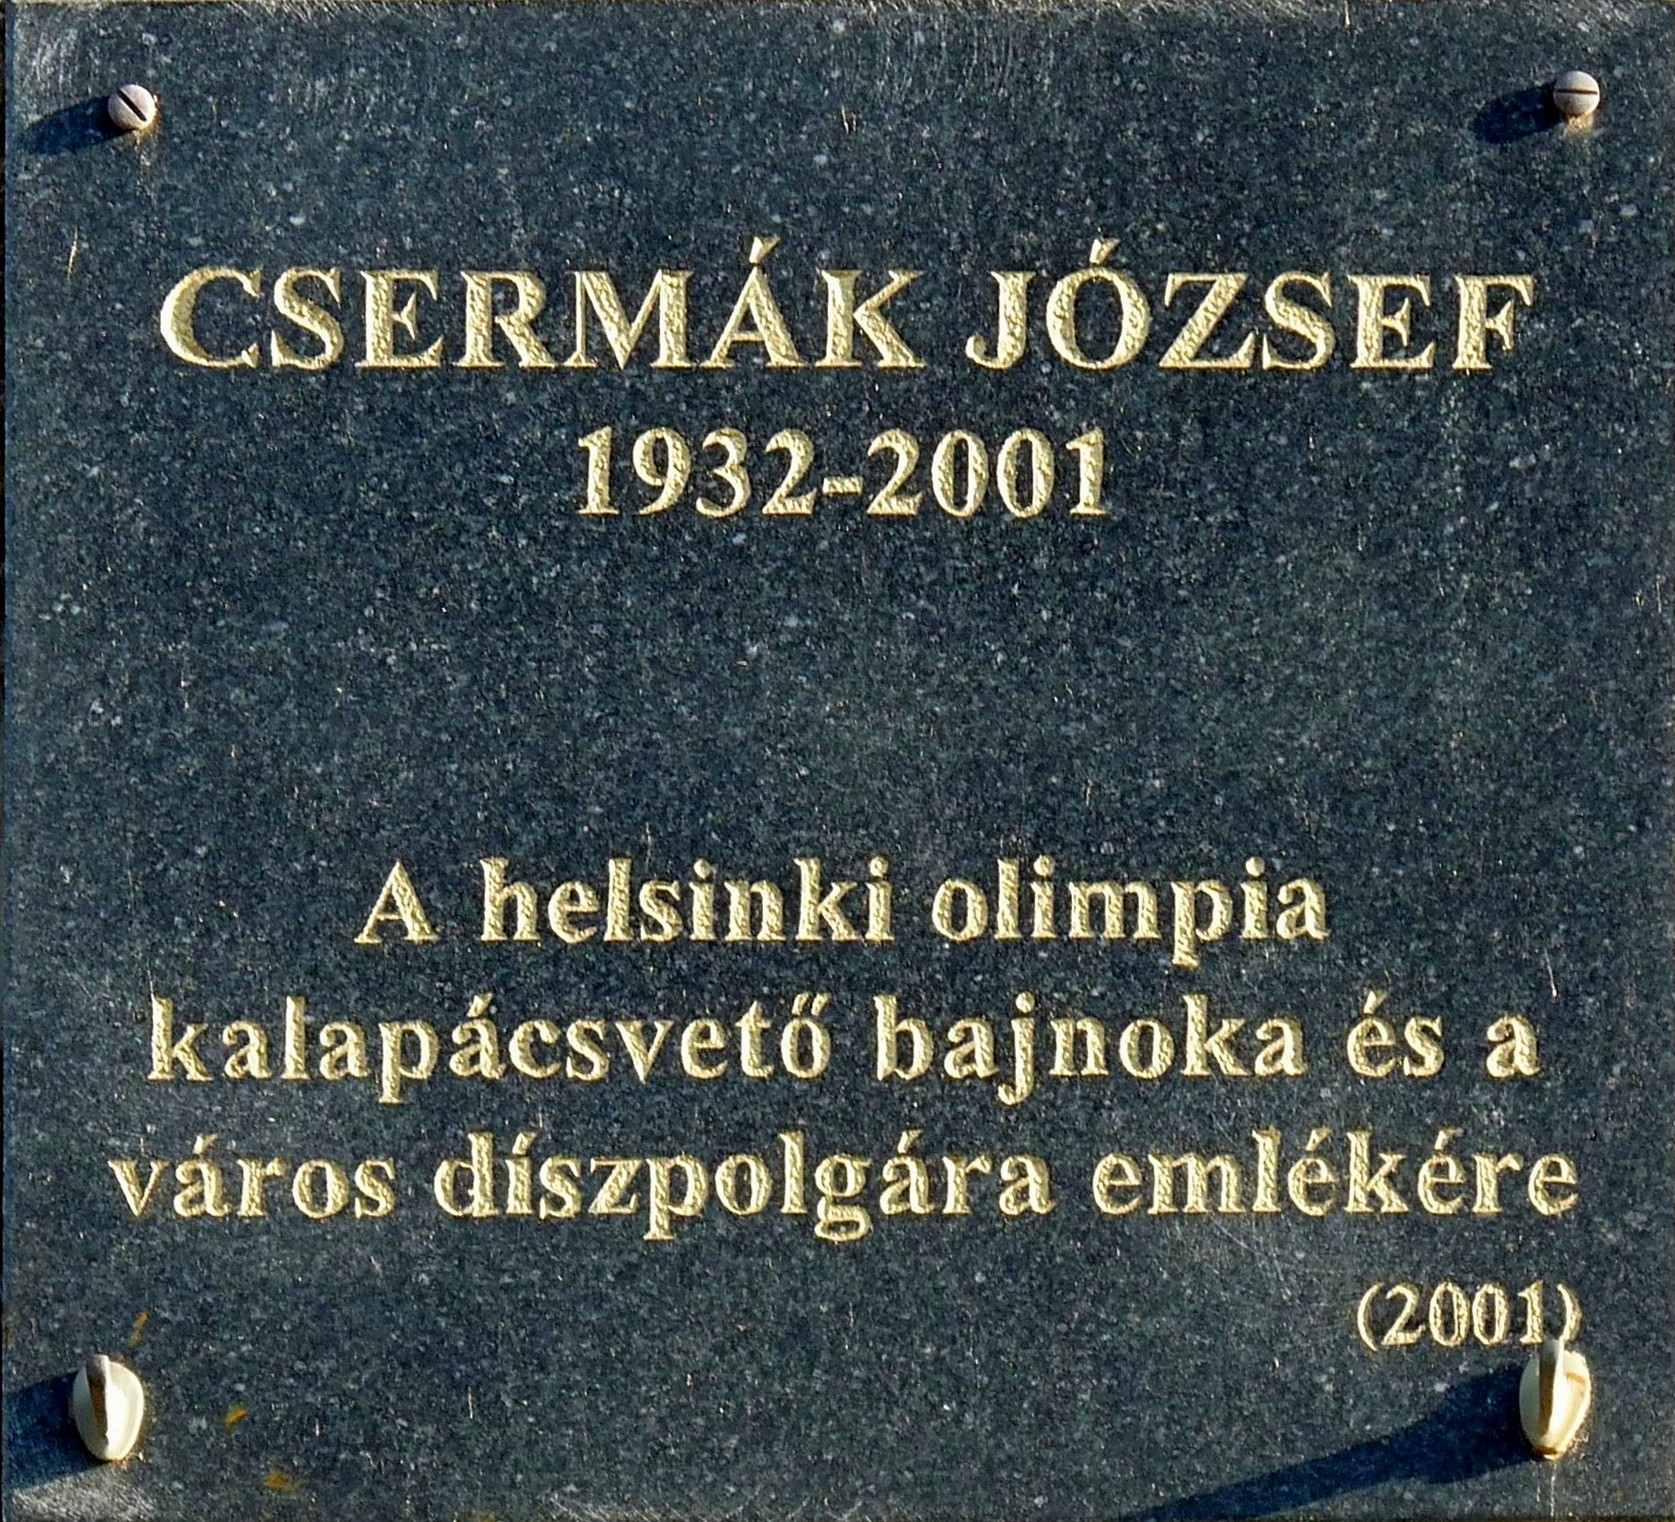 CSERMÁK JÓZSEF
1932-2001
A helsinki olimpia
kalapácsvető bajnoka és a
város díszpolgára emlékére
(2001)